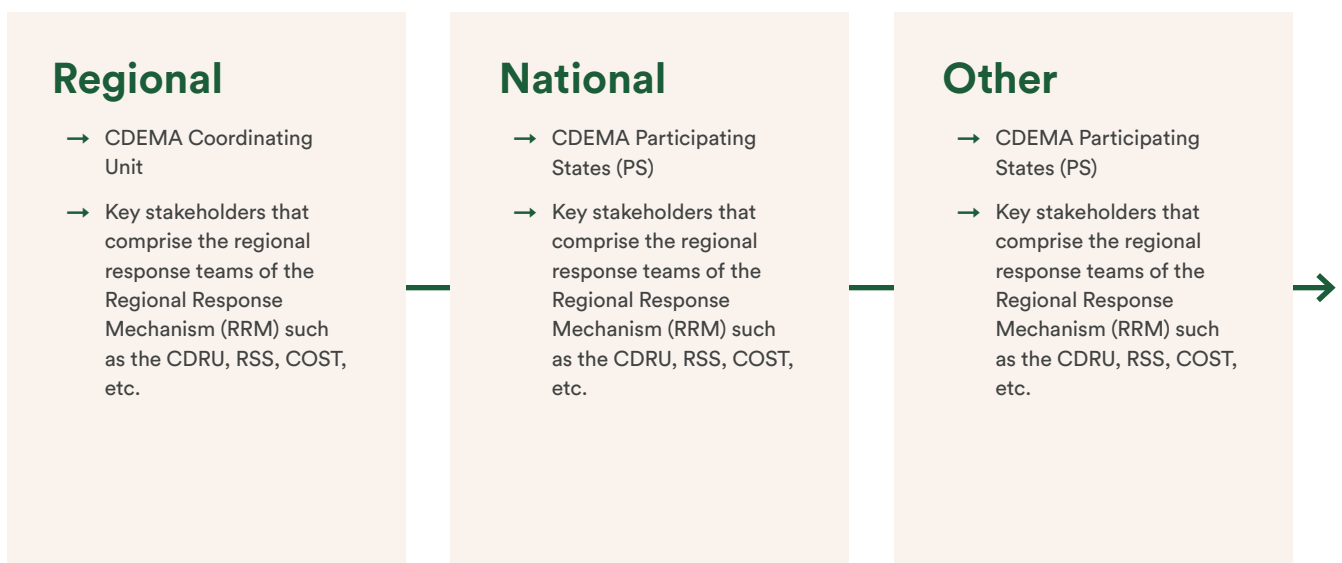 Regional
→ CDEMA Coordinating
Unit
→ Key stakeholders that
comprise the regional
response teams of the
Regional Response
Mechanism (RRM) such
as the CDRU, RSS, COST,
etc.
National
→ CDEMA Participating
States (PS)
→ Key stakeholders that
comprise the regional
response teams of the
Regional Response
Mechanism (RRM) such
as the CDRU, RSS, COST,
etc.
Other
→ CDEMA Participating
States (PS)
→ Key stakeholders that
comprise the regional
response teams of the
Regional Response
Mechanism (RRM) such
as the CDRU, RSS, COST,
etc.